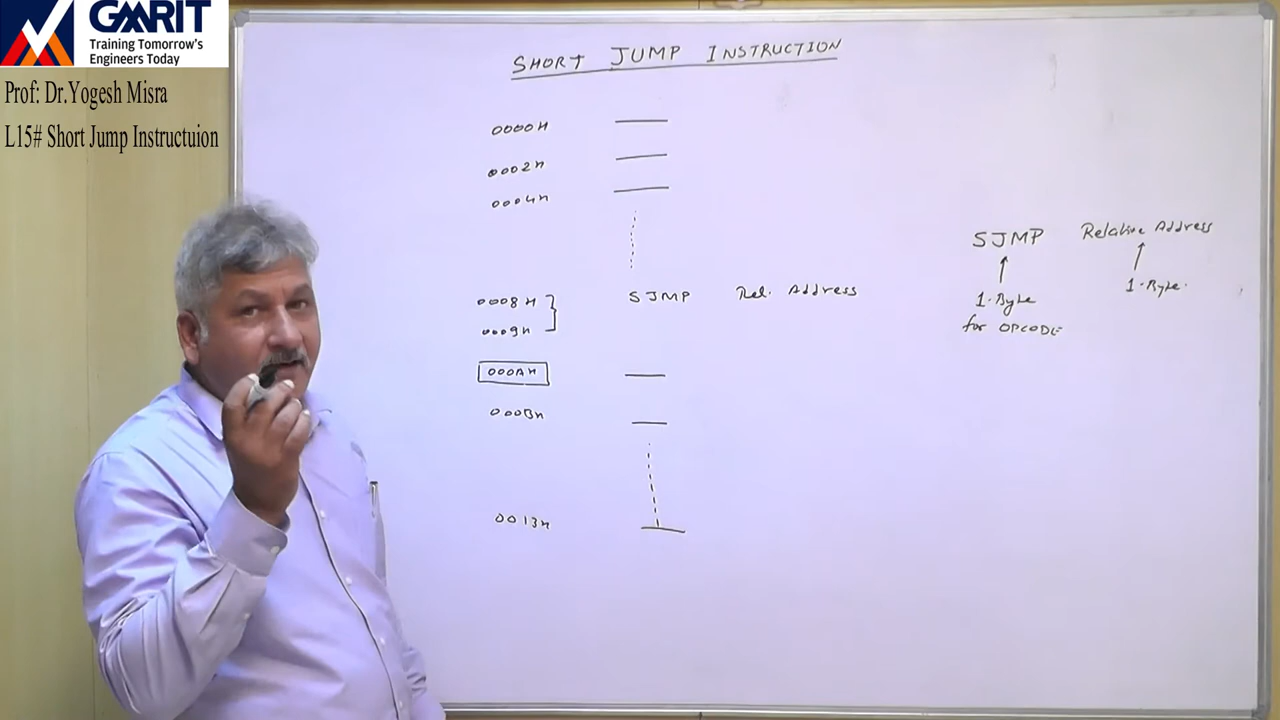 GMRIT
Training Tomorrow's
Engineers Today
Prof: Dr.Yogesh Misra
L15# Short Jump Instructuion
SHORT JUMP INSTRUCTION
0000H
0002H
0004H
0008H SJMP Rel. Address
0009H
000AH
000BH
0013H
SJMP Relative Address
1-Byte 1-Byte.
for OPCODE